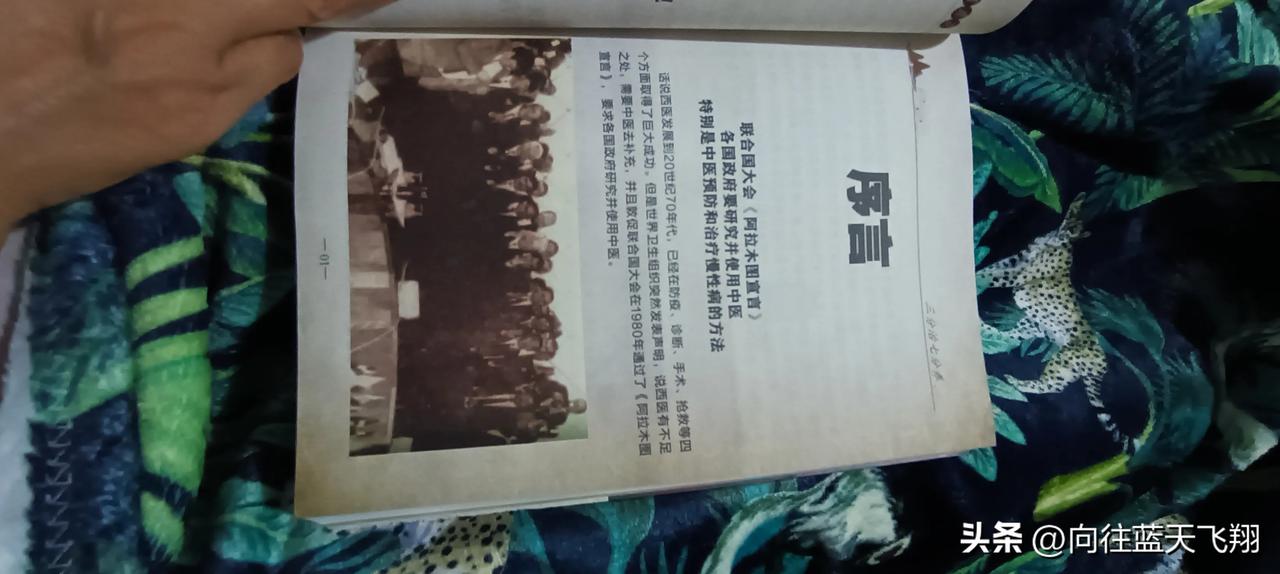 三分治七分养
序言
联合国大会《阿拉木图宣言》
各国政府要研究并使用中医
特别是中医预防和治疗慢性病的方法
话说西医发展到20世纪70年代，已经在防疫、诊断、手术、抢救等四
个方面取得了巨大成功。但是世界卫生组织突然发表声明，说西医有不足
之处，需要中医去补充，并且敦促联合国大会在1980年通过了《阿拉木图
宣言》，要求各国政府研究并使用中医。
—01—
头条 @向往蓝天飞翔